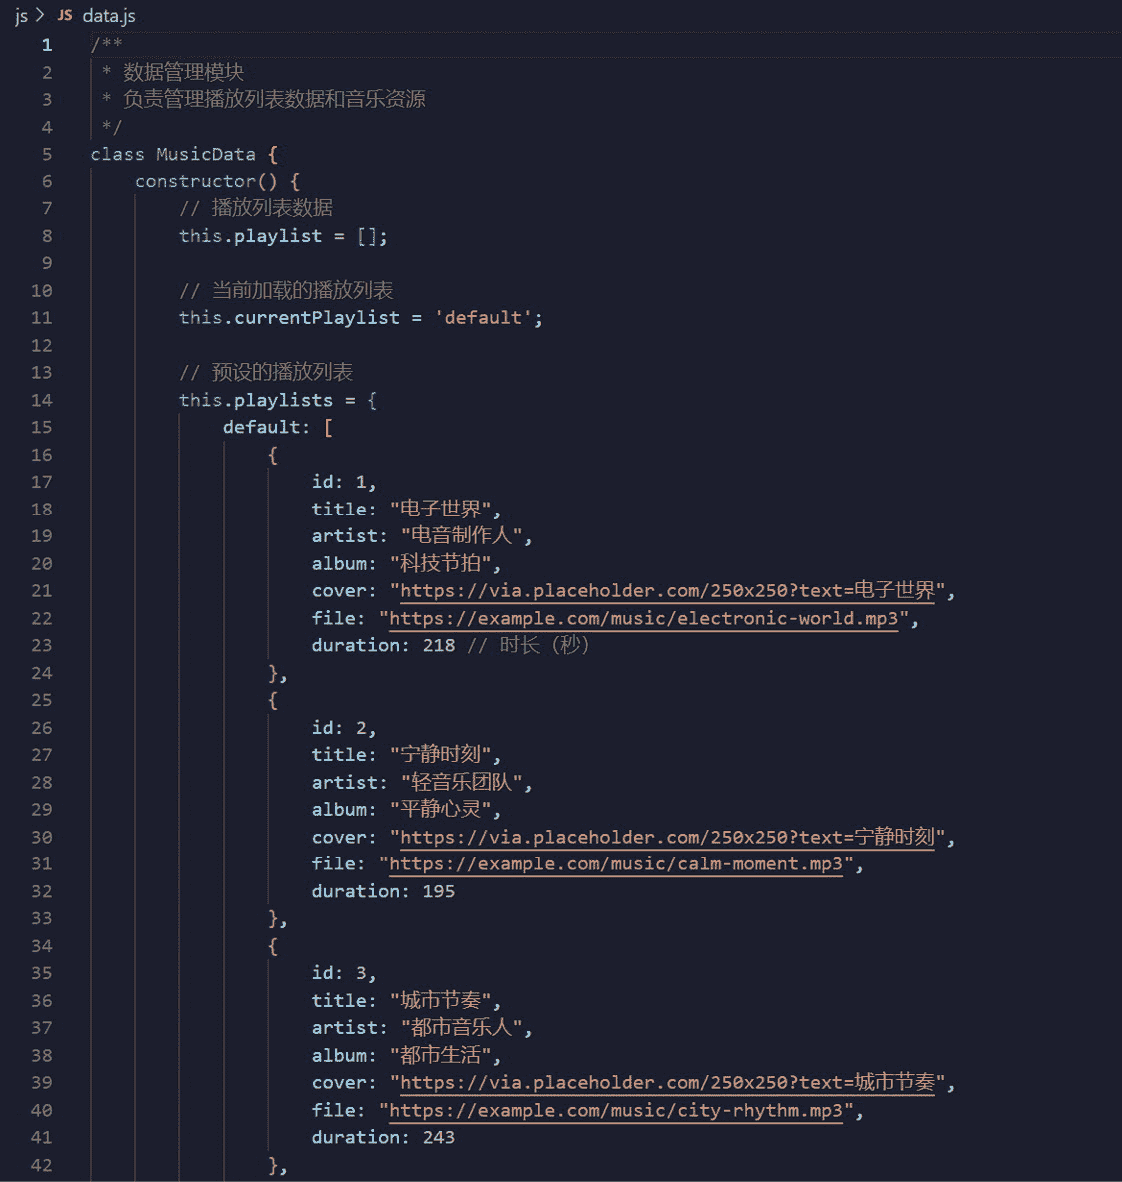 js > JS data.js
1 /**
2  * 数据管理模块
3  * 负责管理播放列表数据和音乐资源
4  */
5 class MusicData {
6     constructor() {
7         // 播放列表数据
8         this.playlist = [];
9
10         // 当前加载的播放列表
11         this.currentPlaylist = 'default';
12
13         // 预设的播放列表
14         this.playlists = {
15             default: [
16                 {
17                     id: 1,
18                     title: "电子世界",
19                     artist: "电音制作人",
20                     album: "科技节拍",
21                     cover: "https://via.placeholder.com/250x250?text=电子世界",
22                     file: "https://example.com/music/electronic-world.mp3",
23                     duration: 218 // 时长（秒）
24                 },
25                 {
26                     id: 2,
27                     title: "宁静时刻",
28                     artist: "轻音乐团队",
29                     album: "平静心灵",
30                     cover: "https://via.placeholder.com/250x250?text=宁静时刻",
31                     file: "https://example.com/music/calm-moment.mp3",
32                     duration: 195
33                 },
34                 {
35                     id: 3,
36                     title: "城市节奏",
37                     artist: "都市音乐人",
38                     album: "都市生活",
39                     cover: "https://via.placeholder.com/250x250?text=城市节奏",
40                     file: "https://example.com/music/city-rhythm.mp3",
41                     duration: 243
42                 },